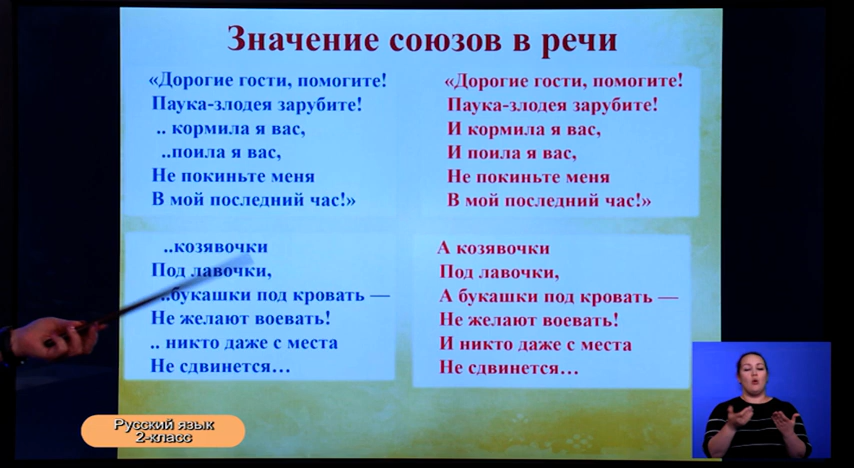 Значение союзов в речи
«Дорогие гости, помогите!
Паука-злодея зарубите!
.. кормила я вас,
..поила я вас,
Не покиньте меня
В мой последний час!»
«Дорогие гости, помогите!
Паука-злодея зарубите!
И кормила я вас,
И поила я вас,
Не покиньте меня
В мой последний час!»
..козявочки
Под лавочки,
..букашки под кровать —
Не желают воевать!
.. никто даже с места
Не сдвинется…
А козявочки
Под лавочки,
А букашки под кровать —
Не желают воевать!
И никто даже с места
Не сдвинется…
Русский язык
2-класс